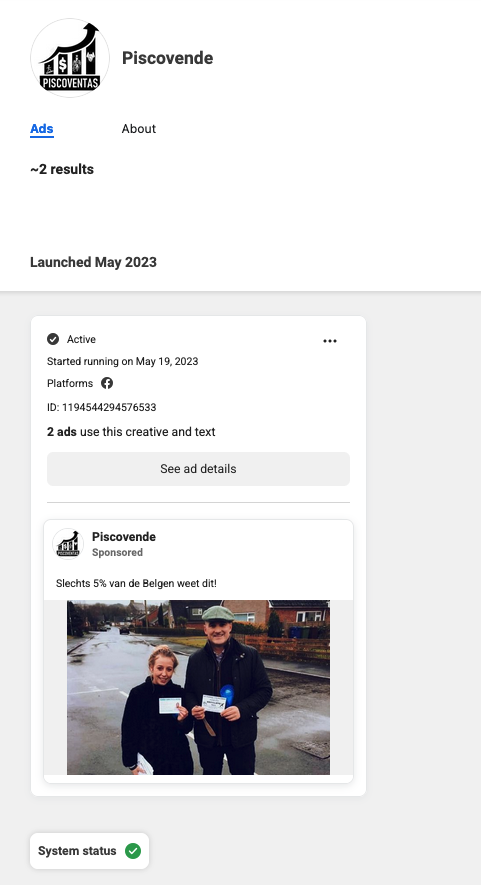 PISCOVENTAS
Piscovende
Ads
About
~2 results
Launched May 2023
Active
Started running on May 19, 2023
Platforms
ID: 1194544294576533
2 ads use this creative and text
See ad details
PISCOVENTAS
Piscovende
Sponsored
Slechts 5% van de Belgen weet dit!
System status